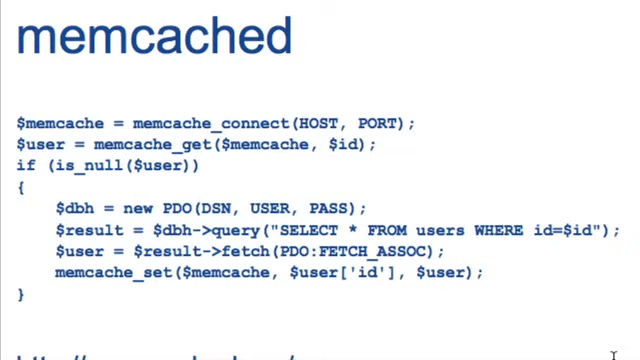 memcached
$memcache = memcache_connect(HOST, PORT);
$user = memcache_get($memcache, $id);
if (is_null($user))
{
$dbh = new PDO(DSN, USER, PASS);
$result = $dbh->query("SELECT * FROM users WHERE id=$id");
$user = $result->fetch(PDO:FETCH_ASSOC);
memcache_set($memcache, $user['id'], $user);
}